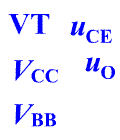 VT u_CE
V_CC u_O
V_BB